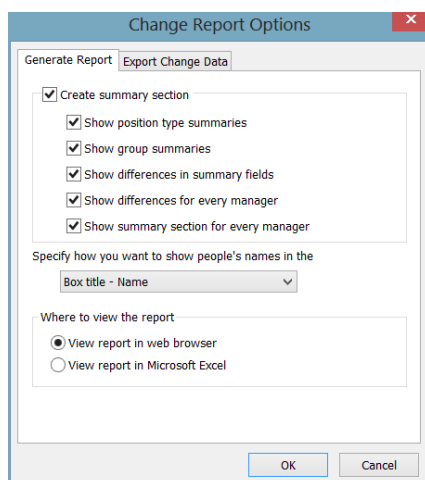 Change Report Options
Generate Report Export Change Data
Create summary section
Show position type summaries
Show group summaries
Show differences in summary fields
Show differences for every manager
Show summary section for every manager
Specify how you want to show people's names in the
Box title - Name
Where to view the report
View report in web browser
View report in Microsoft Excel
OK Cancel